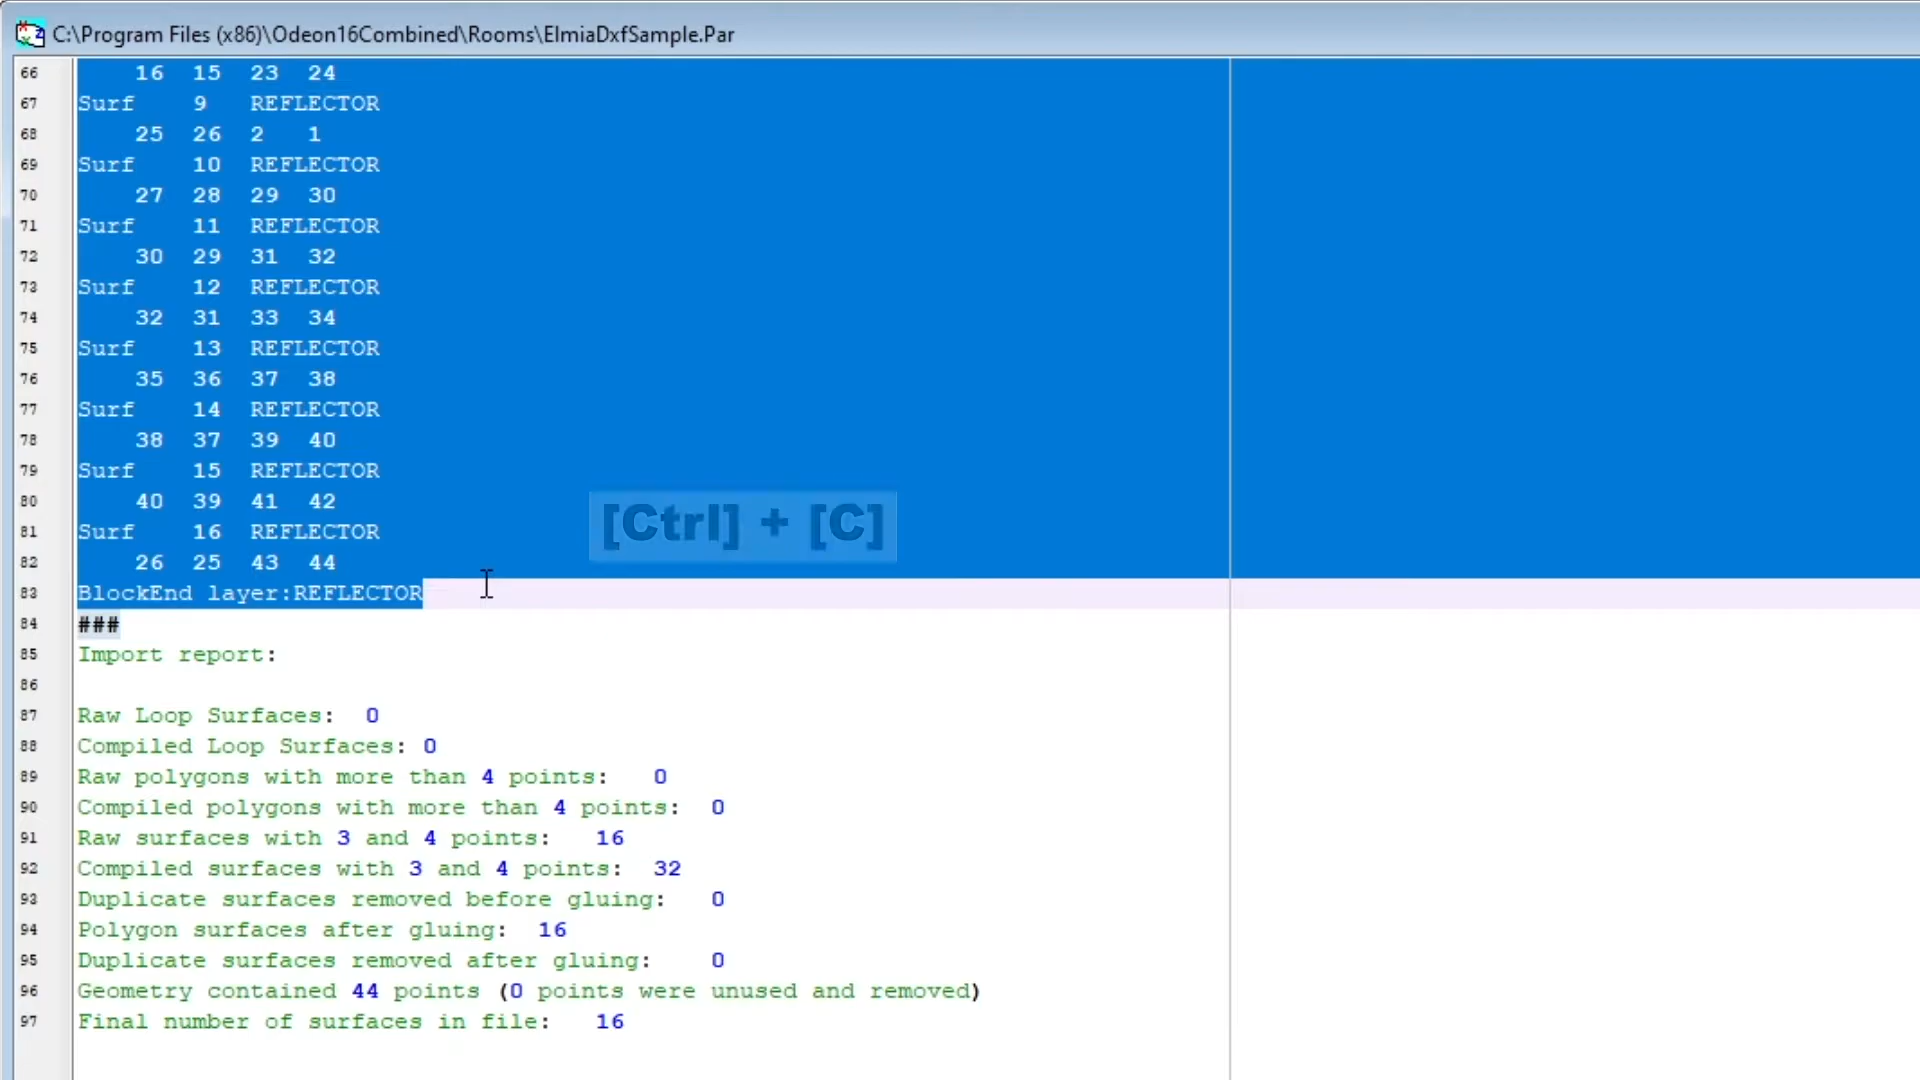 C:\Program Files (x86)\Odeon16Combined\Rooms\ElmiaDxfSample.Par
66 16 15 23 24
67 Surf 9 REFLECTOR
68 25 26 2 1
69 Surf 10 REFLECTOR
70 27 28 29 30
71 Surf 11 REFLECTOR
72 30 29 31 32
73 Surf 12 REFLECTOR
74 32 31 33 34
75 Surf 13 REFLECTOR
76 35 36 37 38
77 Surf 14 REFLECTOR
78 38 37 39 40
79 Surf 15 REFLECTOR
80 40 39 41 42
81 Surf 16 REFLECTOR
[Ctrl] + [C]
82 26 25 43 44
83 BlockEnd layer:REFLECTOR
84 ###
85 Import report:
86
87 Raw Loop Surfaces: 0
88 Compiled Loop Surfaces: 0
89 Raw polygons with more than 4 points: 0
90 Compiled polygons with more than 4 points: 0
91 Raw surfaces with 3 and 4 points: 16
92 Compiled surfaces with 3 and 4 points: 32
93 Duplicate surfaces removed before gluing: 0
94 Polygon surfaces after gluing: 16
95 Duplicate surfaces removed after gluing: 0
96 Geometry contained 44 points (0 points were unused and removed)
97 Final number of surfaces in file: 16